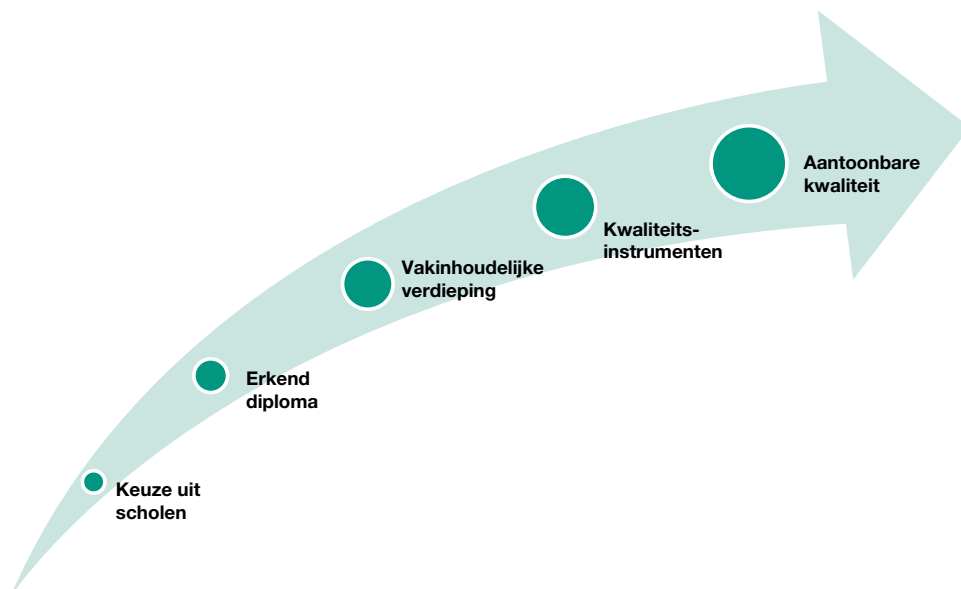 Keuze uit
scholen
Erkend
diploma
Vakinhoudelijke
verdieping
Kwaliteits-
instrumenten
Aantoonbare
kwaliteit